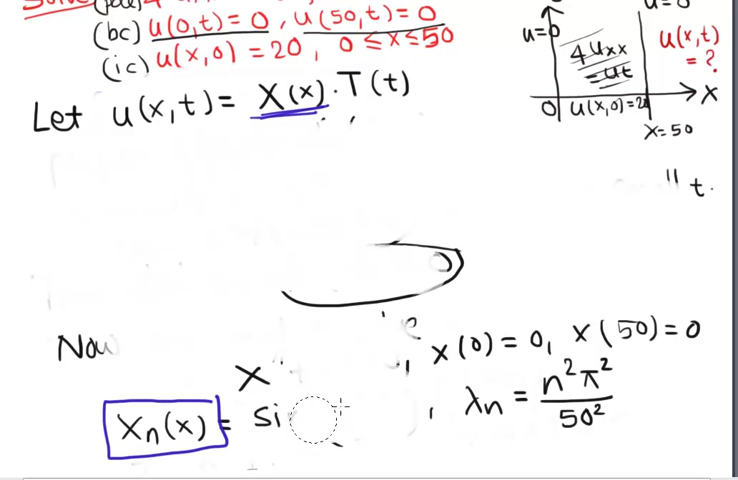 (bc) u(0,t) = 0 , u(50,t) = 0
(ic) u(x,0) = 20 , 0 ≤ x ≤ 50
Let u(x,t) = X(x) · T(t)
u=0
4uxx
= ut
u(x,t)
= ?
0
u(x,0)=20
X
x=50
" t.
X(0) = 0, X(50) = 0
X
Xn(x) = Si
, λn = n²π²/50²